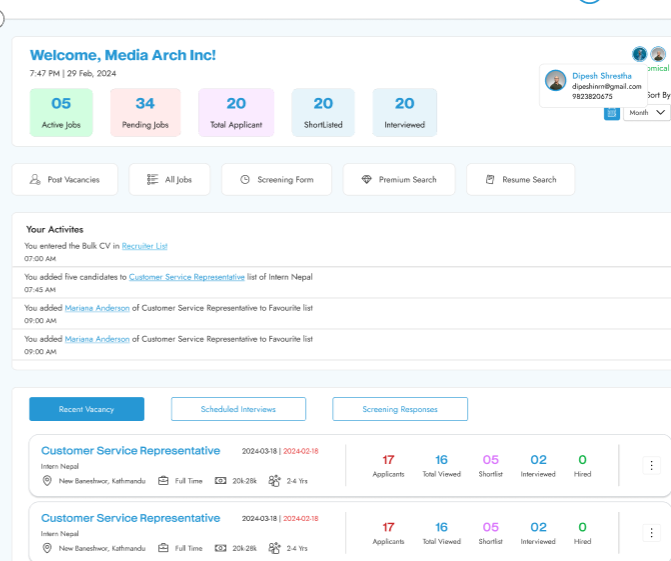 Welcome, Media Arch Inc!
7:47 PM | 29 Feb, 2024
05
Active Jobs
34
Pending Jobs
20
Total Applicant
20
ShortListed
20
Interviewed
Dipesh Shrestha
dipeshinrn@gmail.com
9823820675
omical
Sort By
Month
Post Vacancies
All Jobs
Screening Form
Premium Search
Resume Search
Your Activites
You entered the Bulk CV in Recruiter List
07:00 AM
You added five candidates to Customer Service Representative list of Intern Nepal
07:45 AM
You added Mariana Anderson of Customer Service Representative to Favourite list
09:00 AM
You added Mariana Anderson of Customer Service Representative to Favourite list
09:00 AM
Recent Vacancy
Scheduled Interviews
Screening Responses
Customer Service Representative 2024-03-18 | 2024-02-18
Intern Nepal
New Baneshwor, Kathmandu Full Time 20k-28k 2-4 Yrs
17
Applicants
16
Total Viewed
05
Shortlist
02
Interviewed
0
Hired
Customer Service Representative 2024-03-18 | 2024-02-18
Intern Nepal
New Baneshwor, Kathmandu Full Time 20k-28k 2-4 Yrs
17
Applicants
16
Total Viewed
05
Shortlist
02
Interviewed
0
Hired